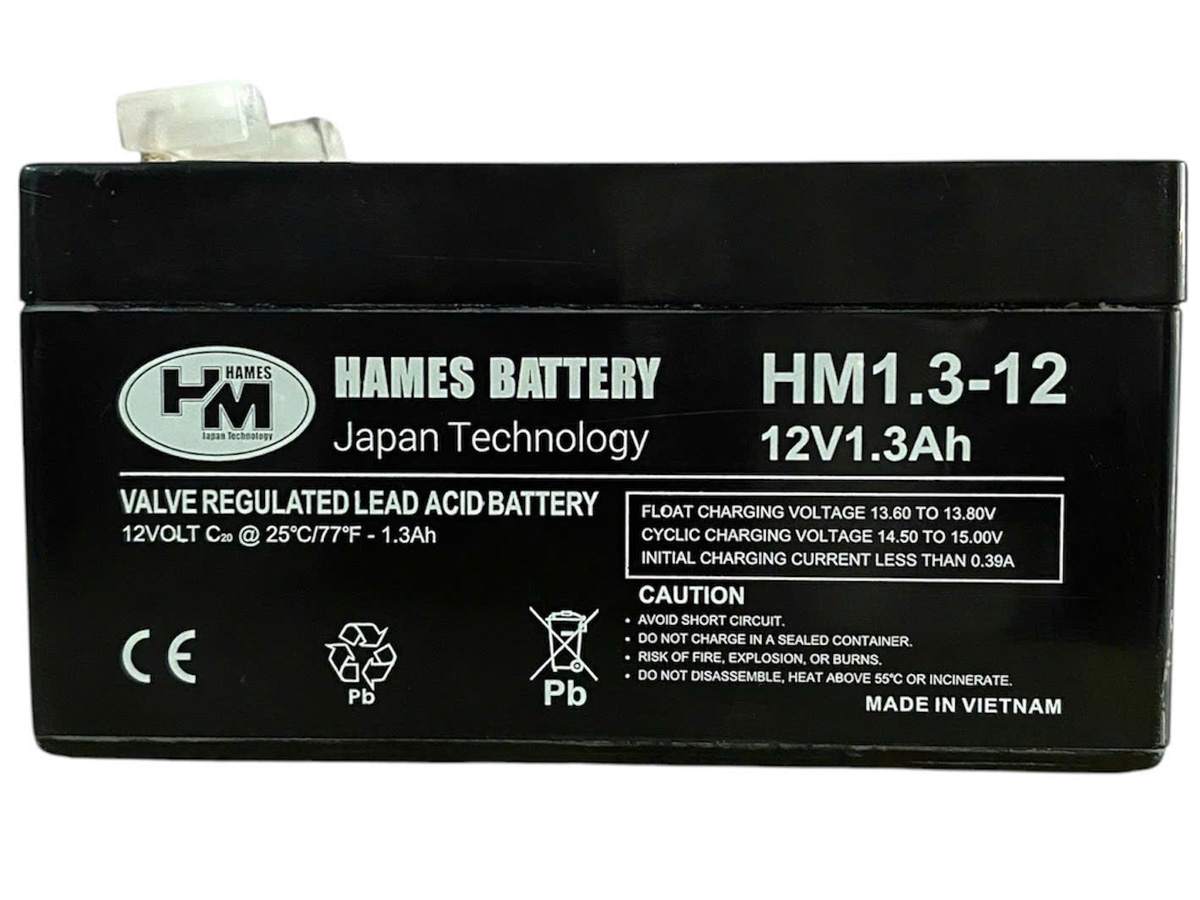 HAMES
HM
Japan Technology
HAMES BATTERY
Japan Technology
HM1.3-12
12V1.3Ah
VALVE REGULATED LEAD ACID BATTERY
12VOLT C₂₀ @ 25°C/77°F - 1.3Ah
FLOAT CHARGING VOLTAGE 13.60 TO 13.80V
CYCLIC CHARGING VOLTAGE 14.50 TO 15.00V
INITIAL CHARGING CURRENT LESS THAN 0.39A
CAUTION
• AVOID SHORT CIRCUIT.
• DO NOT CHARGE IN A SEALED CONTAINER.
• RISK OF FIRE, EXPLOSION, OR BURNS.
• DO NOT DISASSEMBLE, HEAT ABOVE 55°C OR INCINERATE.
CE
Pb
Pb
MADE IN VIETNAM